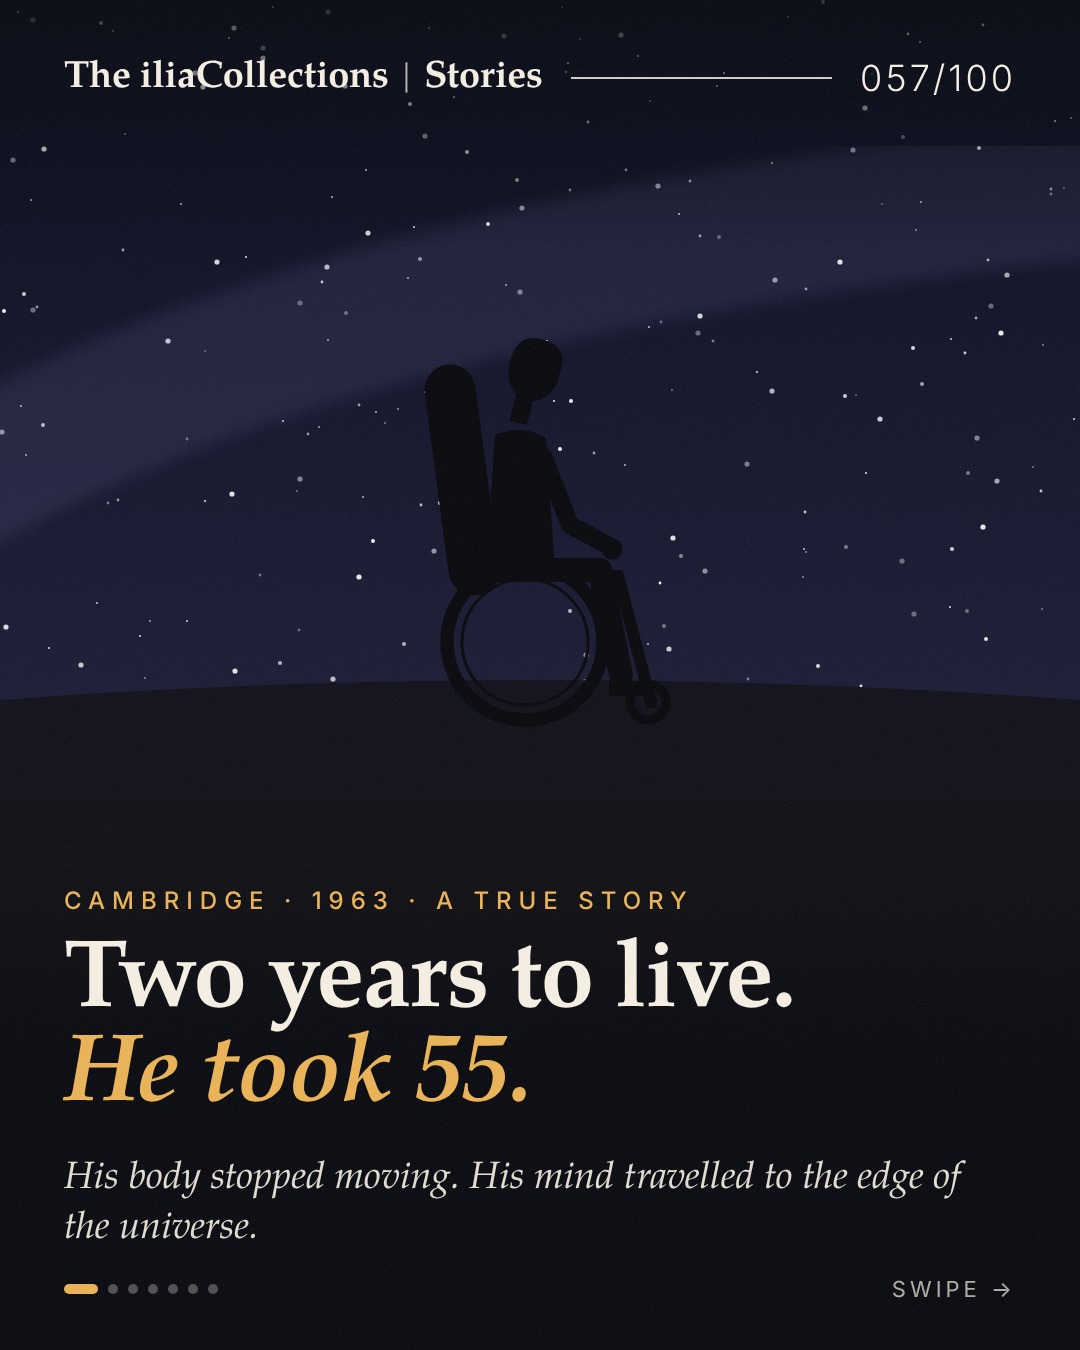 The iliaCollections | Stories 057/100
CAMBRIDGE · 1963 · A TRUE STORY
Two years to live.
He took 55.
His body stopped moving. His mind travelled to the edge of
the universe.
SWIPE →